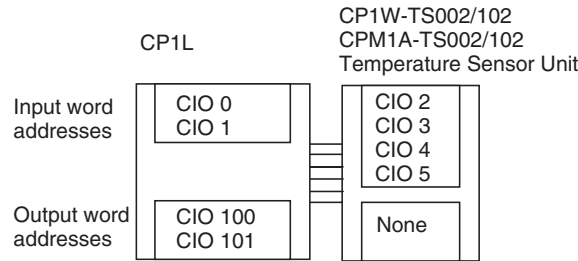 CP1L
CP1W-TS002/102
CPM1A-TS002/102
Temperature Sensor Unit
Input word
addresses
CIO 0
CIO 1
CIO 2
CIO 3
CIO 4
CIO 5
Output word
addresses
CIO 100
CIO 101
None